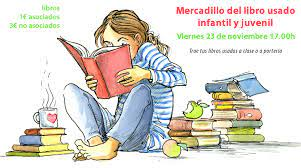 libros
1€ asociados
3€ no asociados
Mercadillo del libro usado
infantil y juvenil
Viernes 23 de noviembre 17:00h
Trae tus libros usados a clase o a portería